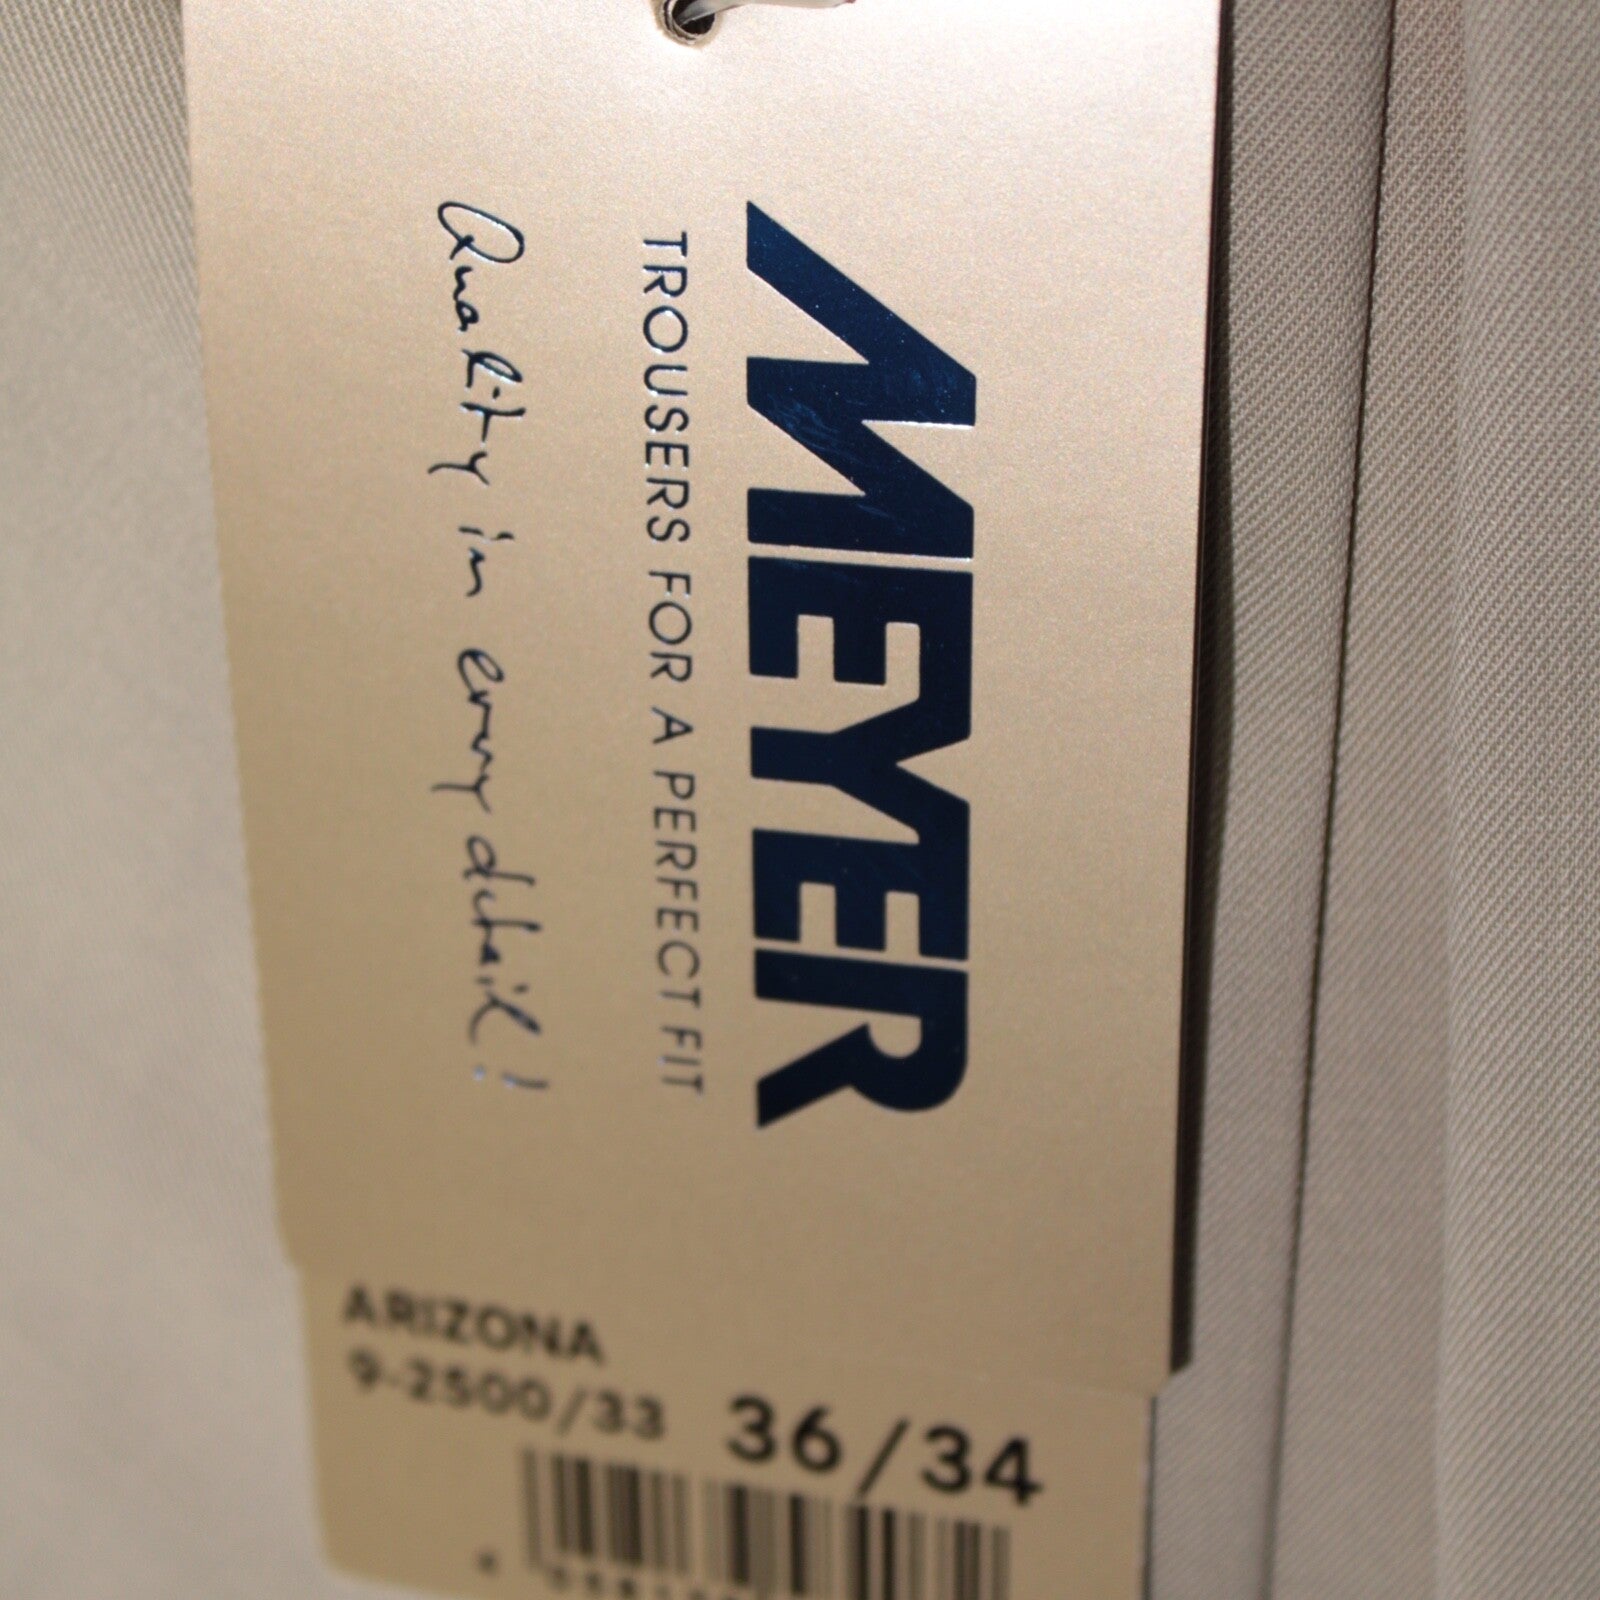 MEYER
TROUSERS FOR A PERFECT FIT
Quality in every detail!
ARIZONA
9-2500/33 36/34